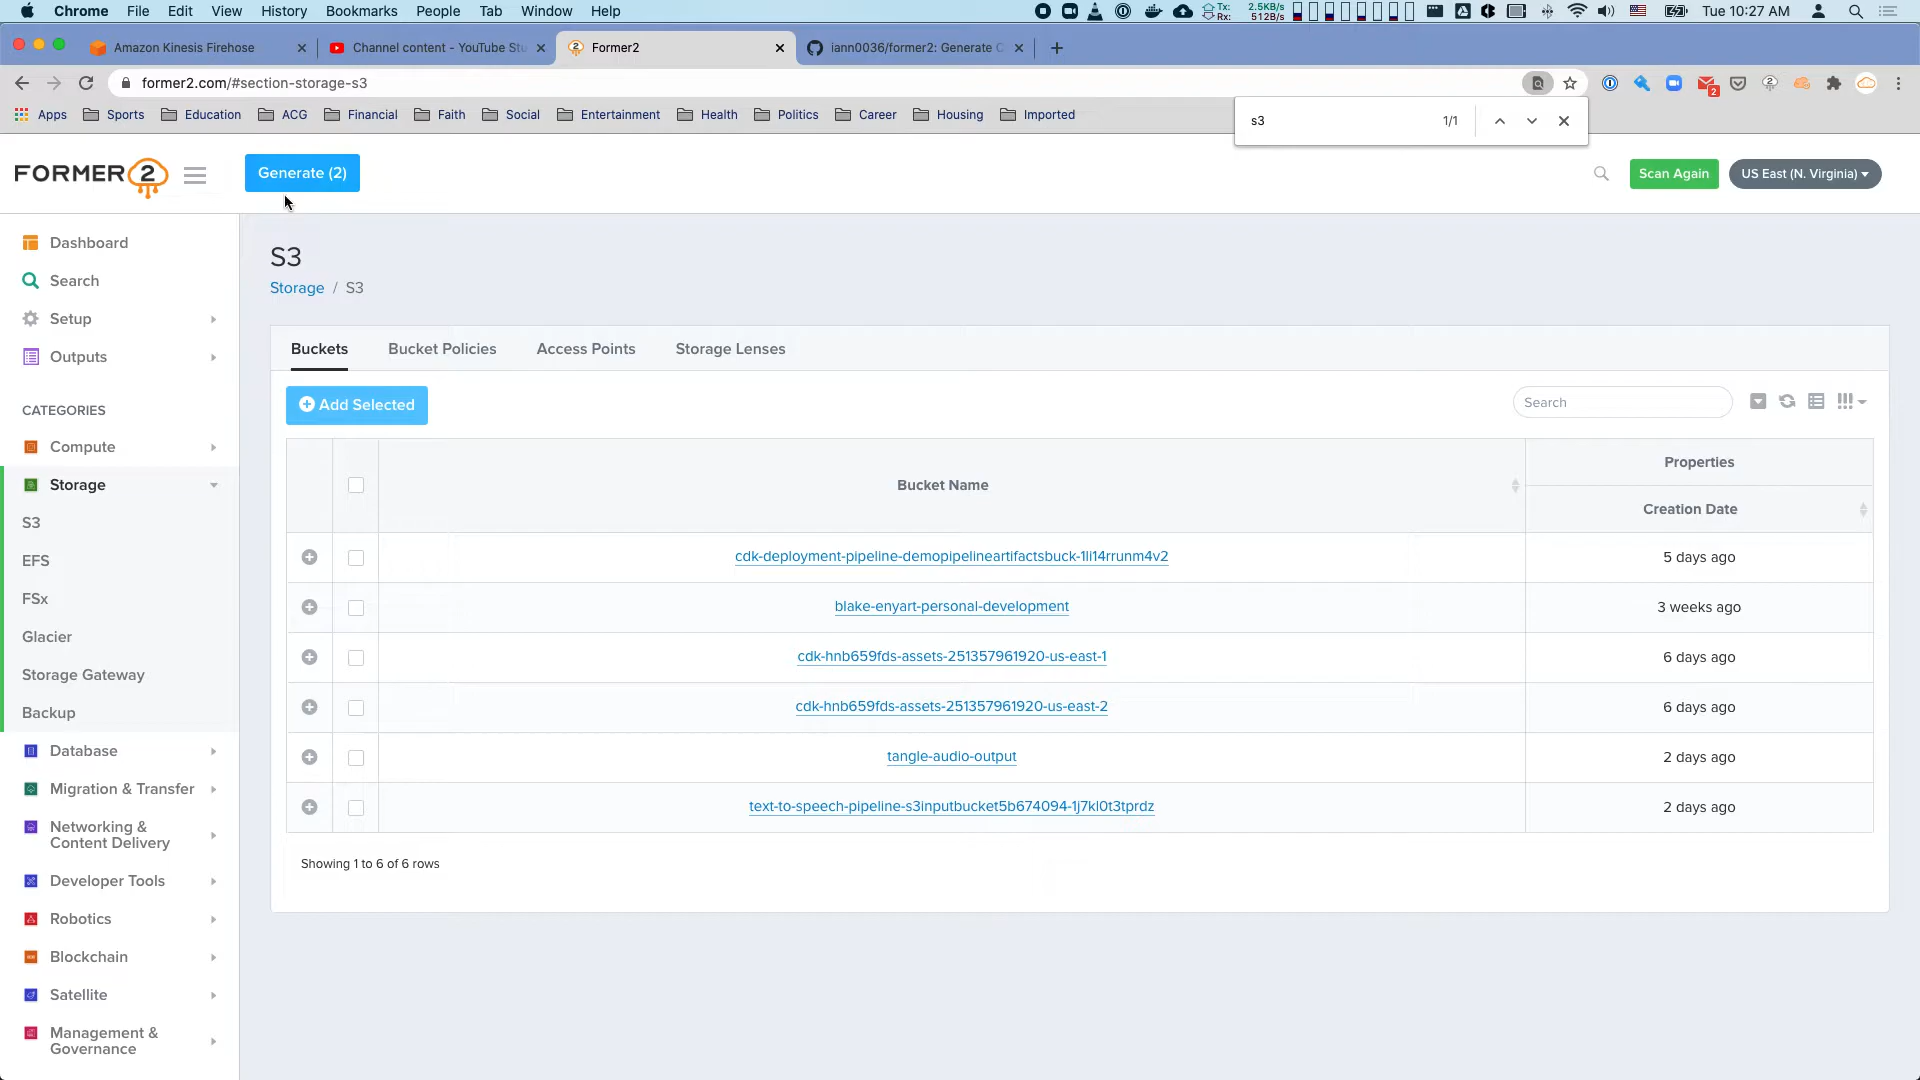 Chrome File Edit View History Bookmarks People Tab Window Help Tx: 2.5KB/s Rx: 512B/s Tue 10:27 AM
Amazon Kinesis Firehose Channel content - YouTube Stu Former2 iann0036/former2: Generate C
former2.com/#section-storage-s3 2
Apps Sports Education ACG Financial Faith Social Entertainment Health Politics Career Housing Imported
s3 1/1
FORMER2 Generate (2) Scan Again US East (N. Virginia)
Dashboard
Search
Setup
Outputs
CATEGORIES
Compute
Storage
S3
EFS
FSx
Glacier
Storage Gateway
Backup
Database
Migration & Transfer
Networking &
Content Delivery
Developer Tools
Robotics
Blockchain
Satellite
Management &
Governance
S3
Storage / S3
Buckets Bucket Policies Access Points Storage Lenses
Add Selected Search
Bucket Name Properties
Creation Date
cdk-deployment-pipeline-demopipelineartifactsbuck-1li14rrunm4v2 5 days ago
blake-enyart-personal-development 3 weeks ago
cdk-hnb659fds-assets-251357961920-us-east-1 6 days ago
cdk-hnb659fds-assets-251357961920-us-east-2 6 days ago
tangle-audio-output 2 days ago
text-to-speech-pipeline-s3inputbucket5b674094-1j7kl0t3tprdz 2 days ago
Showing 1 to 6 of 6 rows